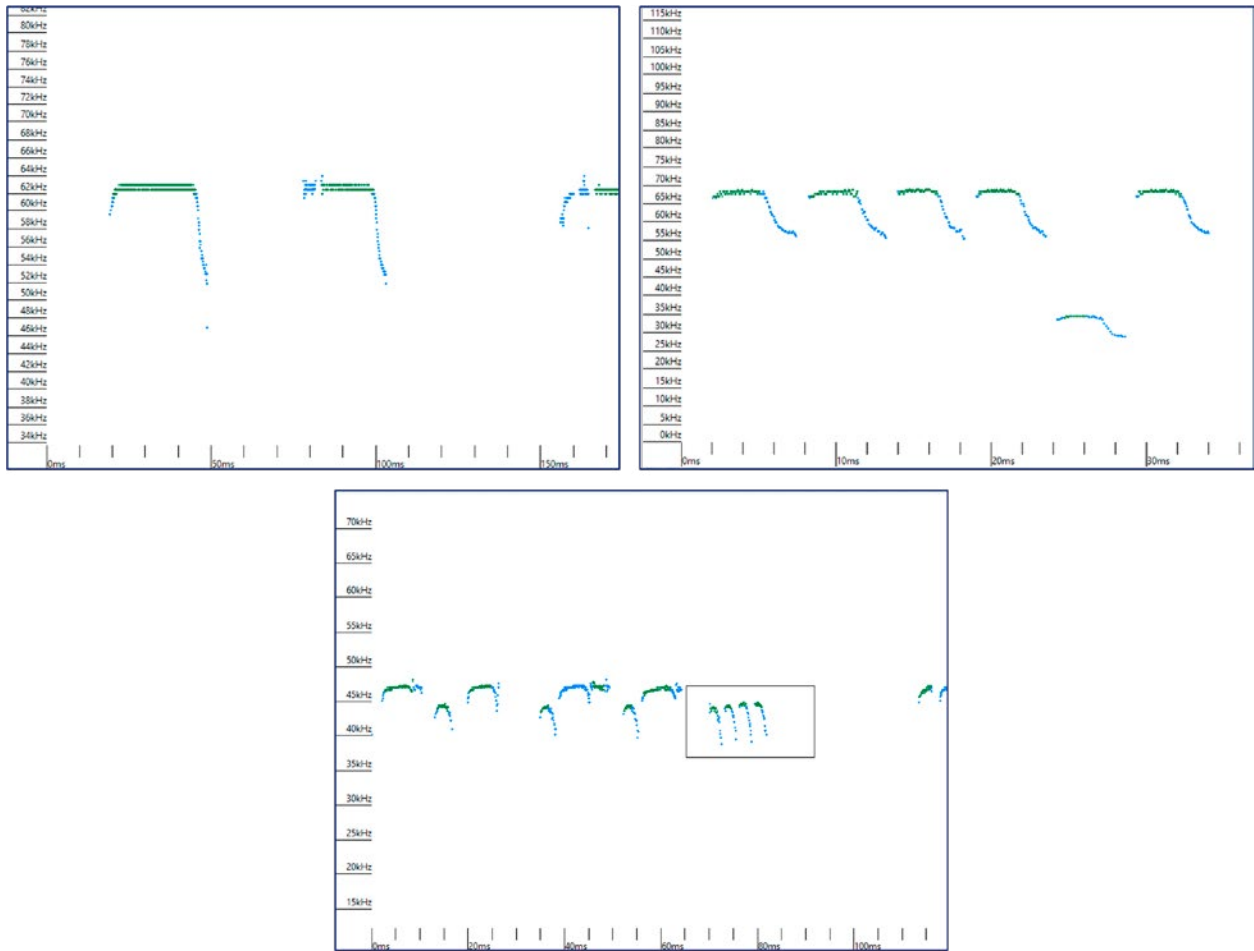 82kHz
80kHz
78kHz
76kHz
74kHz
72kHz
70kHz
68kHz
66kHz
64kHz
62kHz
60kHz
58kHz
56kHz
54kHz
52kHz
50kHz
48kHz
46kHz
44kHz
42kHz
40kHz
38kHz
36kHz
34kHz
0ms 50ms 100ms 150ms
115kHz
110kHz
105kHz
100kHz
95kHz
90kHz
85kHz
80kHz
75kHz
70kHz
65kHz
60kHz
55kHz
50kHz
45kHz
40kHz
35kHz
30kHz
25kHz
20kHz
15kHz
10kHz
5kHz
0kHz
0ms 10ms 20ms 30ms
70kHz
65kHz
60kHz
55kHz
50kHz
45kHz
40kHz
35kHz
30kHz
25kHz
20kHz
15kHz
0ms 20ms 40ms 60ms 80ms 100ms